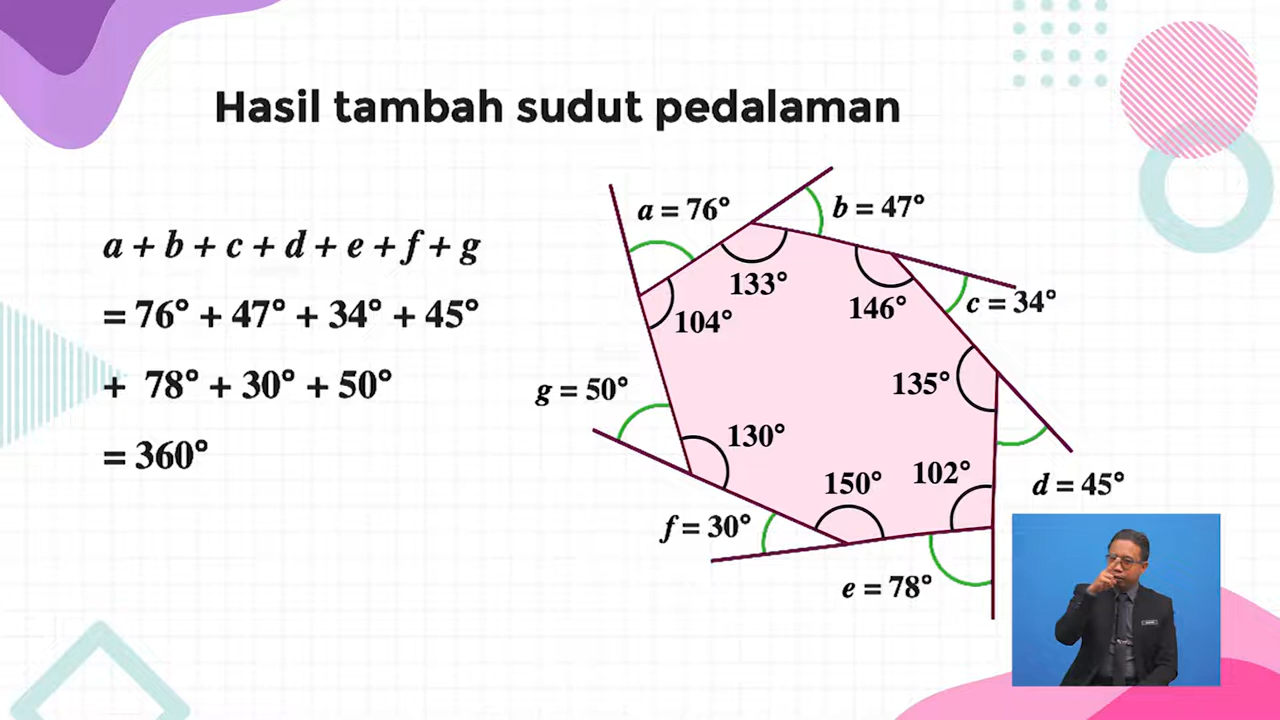 Hasil tambah sudut pedalaman
a + b + c + d + e + f + g
= 76° + 47° + 34° + 45°
+ 78° + 30° + 50°
= 360°
a = 76°
b = 47°
133°
146°
c = 34°
104°
135°
g = 50°
130°
150°
102°
d = 45°
f = 30°
e = 78°